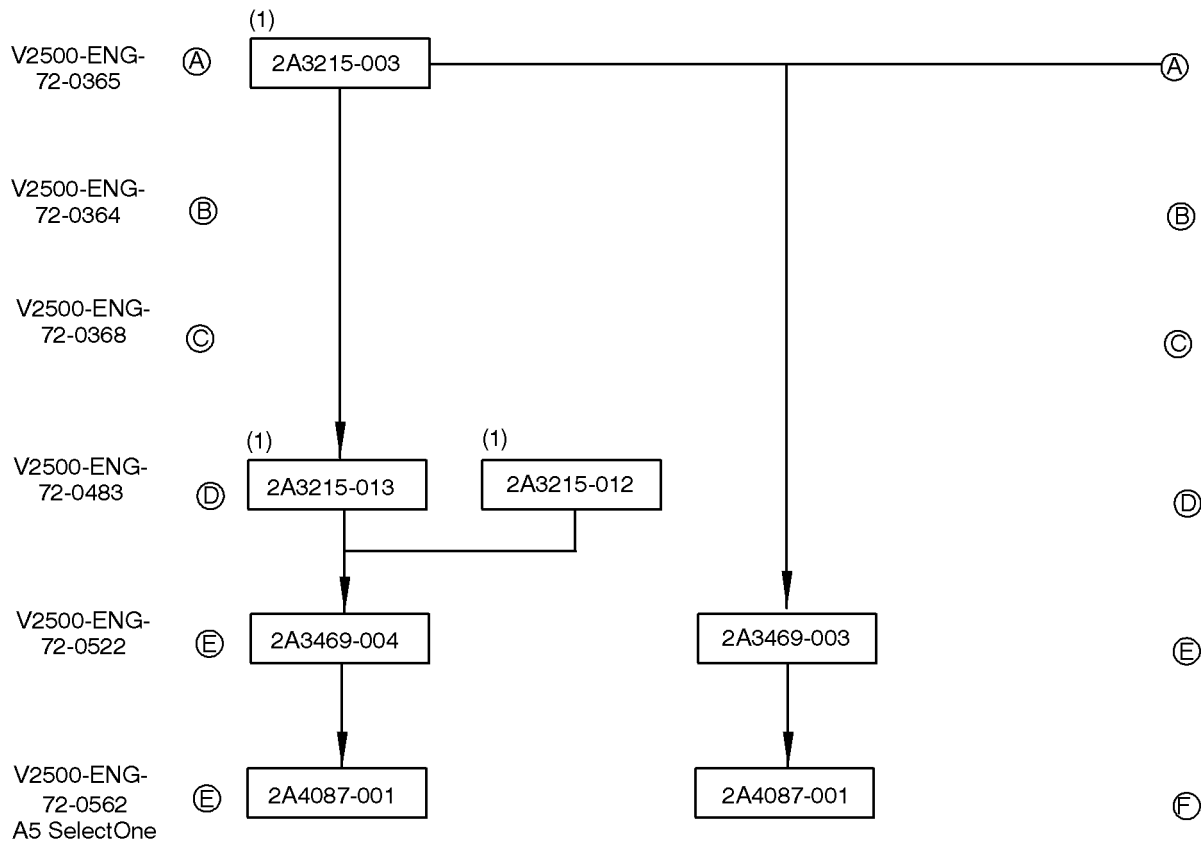 (1)
V2500-ENG-
72-0365
Ⓐ
2A3215-003
Ⓐ
V2500-ENG-
72-0364
Ⓑ
Ⓑ
V2500-ENG-
72-0368
Ⓒ
Ⓒ
(1)
(1)
V2500-ENG-
72-0483
Ⓓ
2A3215-013
2A3215-012
Ⓓ
V2500-ENG-
72-0522
Ⓔ
2A3469-004
2A3469-003
Ⓔ
V2500-ENG-
72-0562
A5 SelectOne
Ⓔ
2A4087-001
2A4087-001
Ⓕ